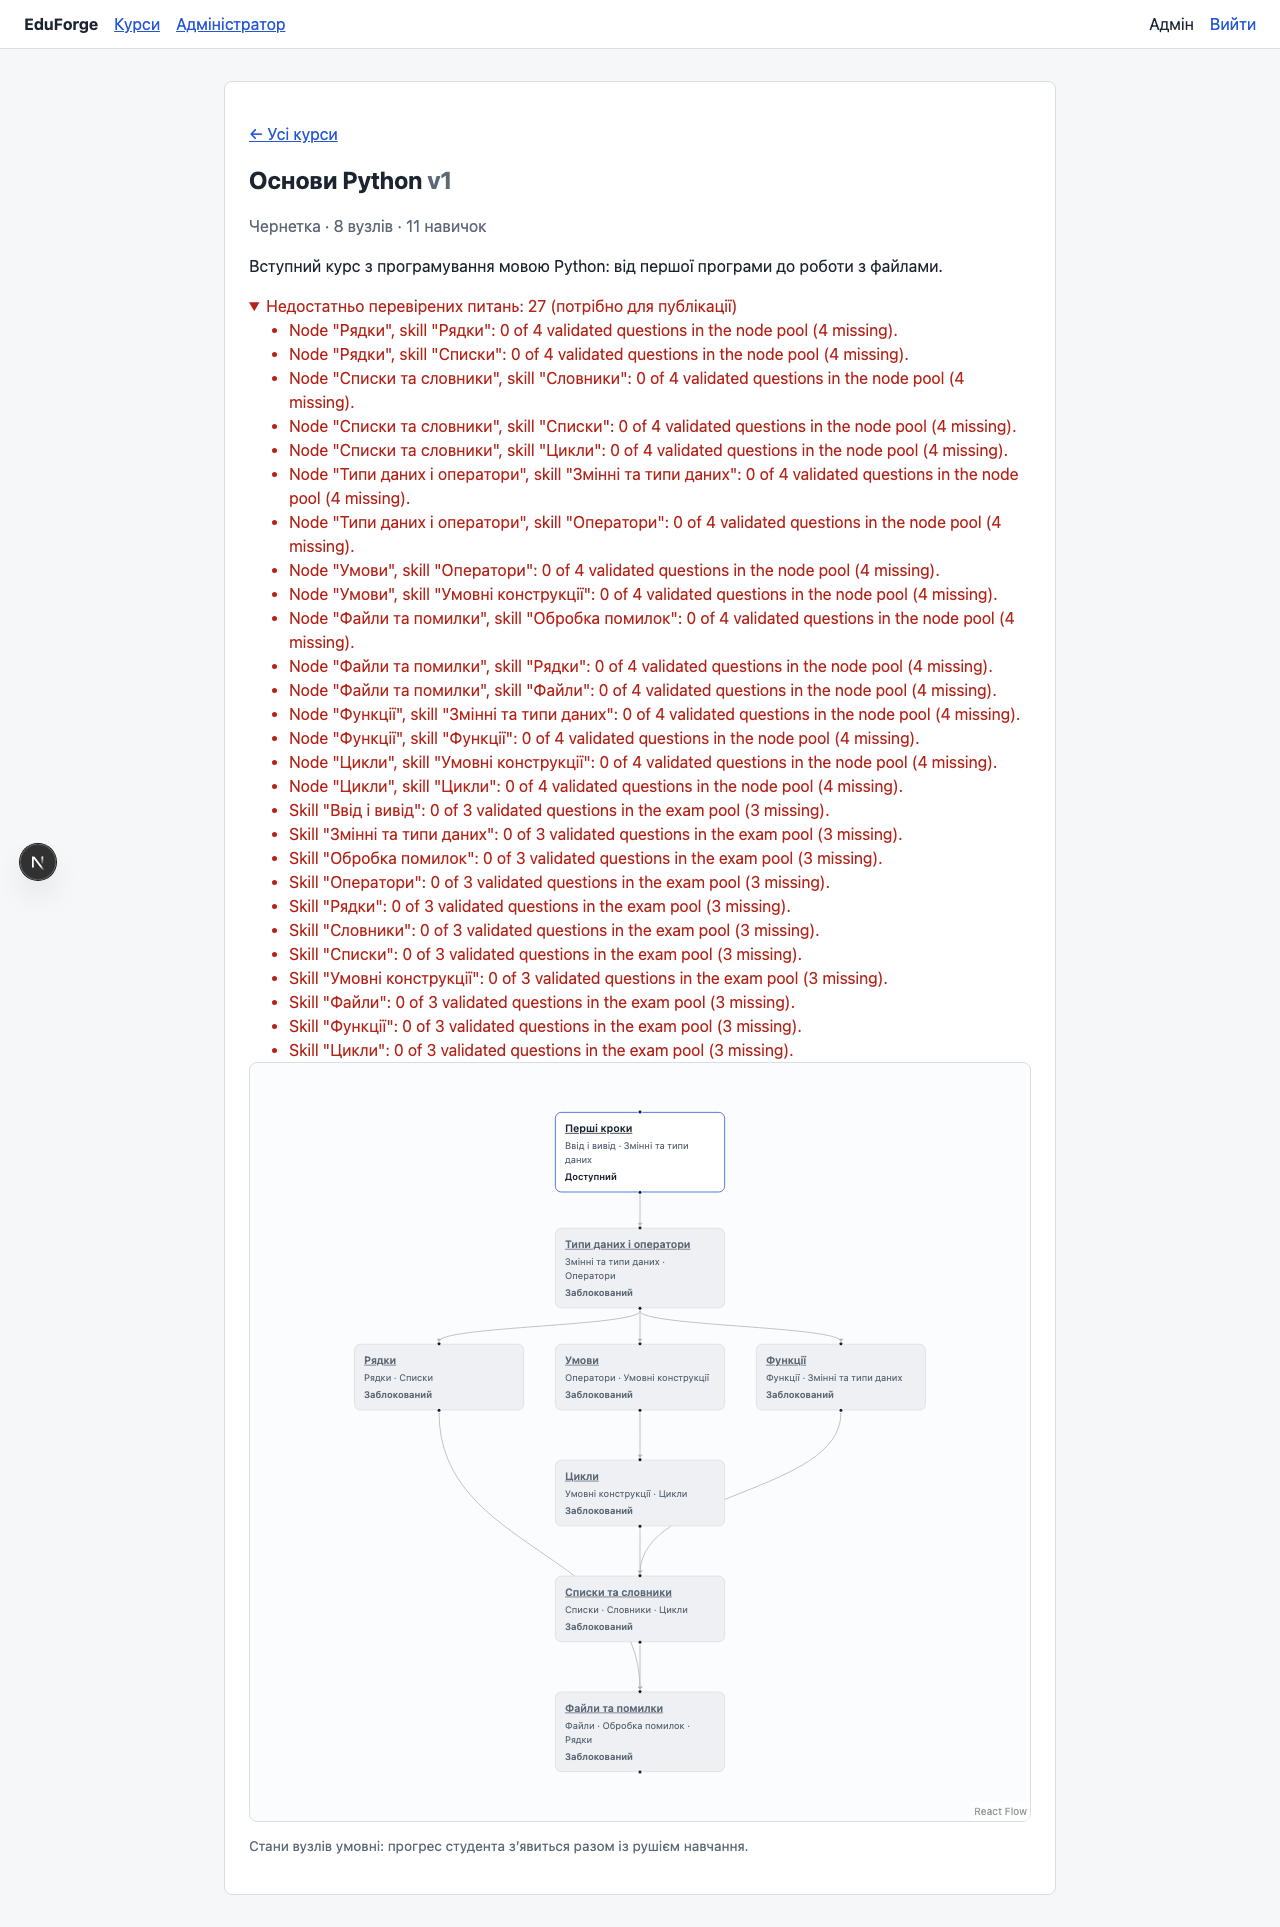 EduForge Курси Адміністратор Адмін Вийти
← Усі курси
Основи Python v1
Чернетка · 8 вузлів · 11 навичок
Вступний курс з програмування мовою Python: від першої програми до роботи з файлами.
▼ Недостатньо перевірених питань: 27 (потрібно для публікації)
• Node "Рядки", skill "Рядки": 0 of 4 validated questions in the node pool (4 missing).
• Node "Рядки", skill "Списки": 0 of 4 validated questions in the node pool (4 missing).
• Node "Списки та словники", skill "Словники": 0 of 4 validated questions in the node pool (4
missing).
• Node "Списки та словники", skill "Списки": 0 of 4 validated questions in the node pool (4 missing).
• Node "Списки та словники", skill "Цикли": 0 of 4 validated questions in the node pool (4 missing).
• Node "Типи даних і оператори", skill "Змінні та типи даних": 0 of 4 validated questions in the node
pool (4 missing).
• Node "Типи даних і оператори", skill "Оператори": 0 of 4 validated questions in the node pool (4
missing).
• Node "Умови", skill "Оператори": 0 of 4 validated questions in the node pool (4 missing).
• Node "Умови", skill "Умовні конструкції": 0 of 4 validated questions in the node pool (4 missing).
• Node "Файли та помилки", skill "Обробка помилок": 0 of 4 validated questions in the node pool (4
missing).
• Node "Файли та помилки", skill "Рядки": 0 of 4 validated questions in the node pool (4 missing).
• Node "Файли та помилки", skill "Файли": 0 of 4 validated questions in the node pool (4 missing).
• Node "Функції", skill "Змінні та типи даних": 0 of 4 validated questions in the node pool (4 missing).
• Node "Функції", skill "Функції": 0 of 4 validated questions in the node pool (4 missing).
• Node "Цикли", skill "Умовні конструкції": 0 of 4 validated questions in the node pool (4 missing).
• Node "Цикли", skill "Цикли": 0 of 4 validated questions in the node pool (4 missing).
• Skill "Ввід і вивід": 0 of 3 validated questions in the exam pool (3 missing).
• Skill "Змінні та типи даних": 0 of 3 validated questions in the exam pool (3 missing).
• Skill "Обробка помилок": 0 of 3 validated questions in the exam pool (3 missing).
• Skill "Оператори": 0 of 3 validated questions in the exam pool (3 missing).
• Skill "Рядки": 0 of 3 validated questions in the exam pool (3 missing).
• Skill "Словники": 0 of 3 validated questions in the exam pool (3 missing).
• Skill "Списки": 0 of 3 validated questions in the exam pool (3 missing).
• Skill "Умовні конструкції": 0 of 3 validated questions in the exam pool (3 missing).
• Skill "Файли": 0 of 3 validated questions in the exam pool (3 missing).
• Skill "Функції": 0 of 3 validated questions in the exam pool (3 missing).
• Skill "Цикли": 0 of 3 validated questions in the exam pool (3 missing).
N
Перші кроки
Ввід і вивід · Змінні та типи
даних
Доступний
Типи даних і оператори
Змінні та типи даних ·
Оператори
Заблокований
Рядки
Рядки · Списки
Заблокований
Умови
Оператори · Умовні конструкції
Заблокований
Функції
Функції · Змінні та типи даних
Заблокований
Цикли
Умовні конструкції · Цикли
Заблокований
Списки та словники
Списки · Словники · Цикли
Заблокований
Файли та помилки
Файли · Обробка помилок ·
Рядки
Заблокований
React Flow
Стани вузлів умовні: прогрес студента з’явиться разом із рушієм навчання.